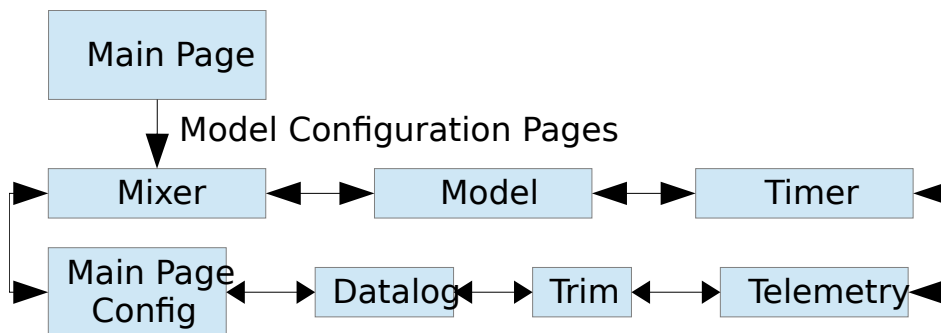 Main Page
Model Configuration Pages
Mixer
Model
Timer
Main Page
Config
Datalog
Trim
Telemetry